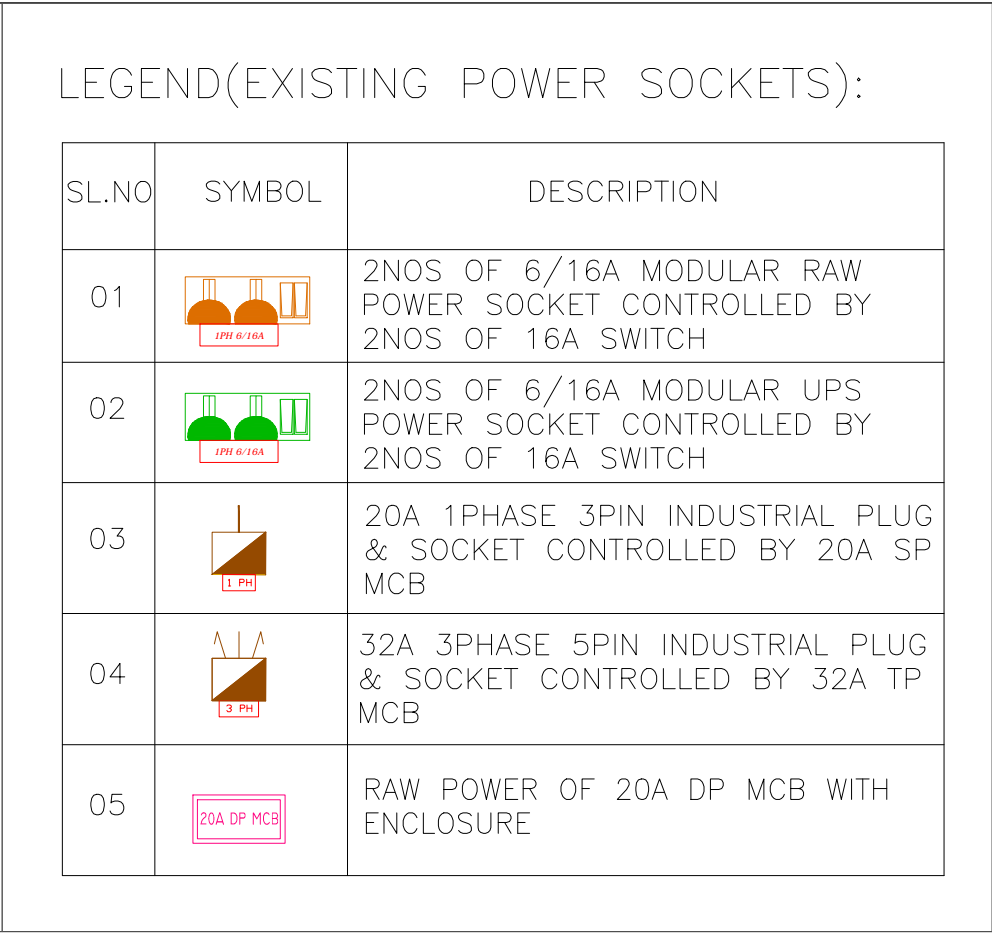 LEGEND(EXISTING POWER SOCKETS):
SL.NO SYMBOL DESCRIPTION
01
1PH 6/16A
2NOS OF 6/16A MODULAR RAW
POWER SOCKET CONTROLLED BY
2NOS OF 16A SWITCH
02
1PH 6/16A
2NOS OF 6/16A MODULAR UPS
POWER SOCKET CONTROLLED BY
2NOS OF 16A SWITCH
03
1 PH
20A 1PHASE 3PIN INDUSTRIAL PLUG
& SOCKET CONTROLLED BY 20A SP
MCB
04
3 PH
32A 3PHASE 5PIN INDUSTRIAL PLUG
& SOCKET CONTROLLED BY 32A TP
MCB
05
20A DP MCB
RAW POWER OF 20A DP MCB WITH
ENCLOSURE